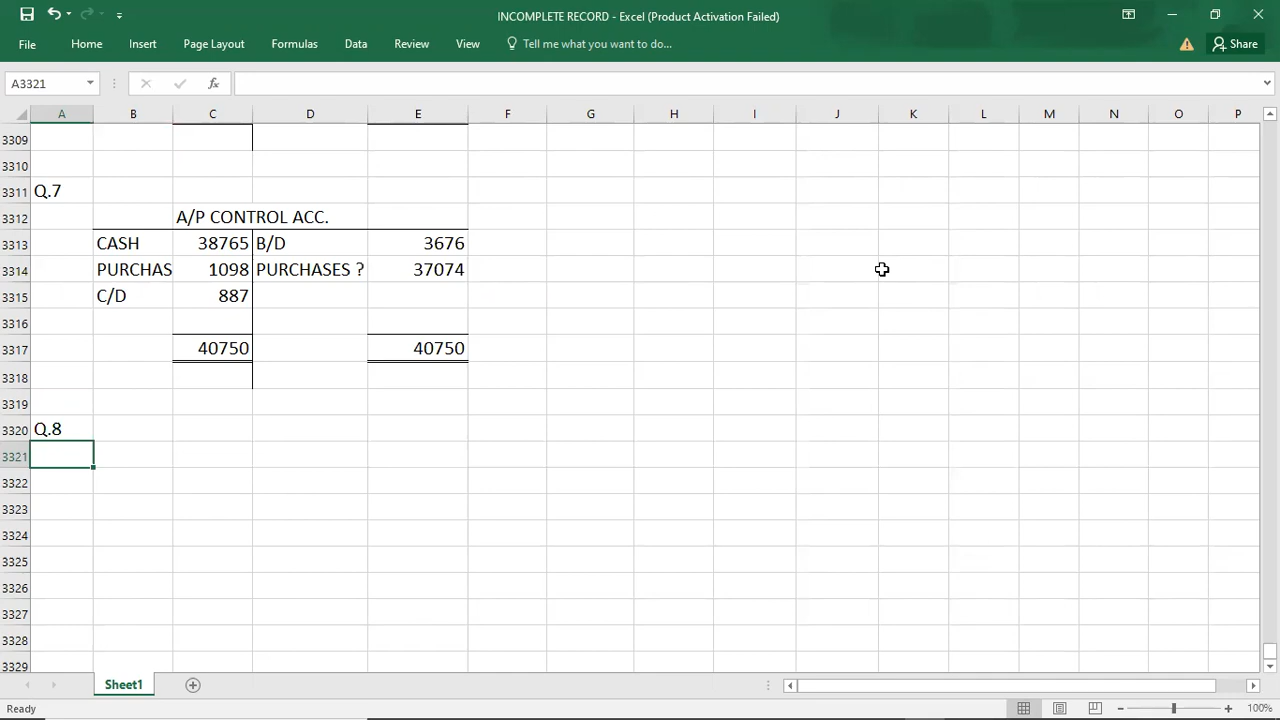 INCOMPLETE RECORD - Excel (Product Activation Failed)
File Home Insert Page Layout Formulas Data Review View Tell me what you want to do... Share
A3321 fx
A B C D E F G H I J K L M N O P
3309
3310
3311 Q.7
3312 A/P CONTROL ACC.
3313 CASH 38765 B/D 3676
3314 PURCHAS 1098 PURCHASES ? 37074
3315 C/D 887
3316
3317 40750 40750
3318
3319
3320 Q.8
3321
3322
3323
3324
3325
3326
3327
3328
3329
Sheet1
Ready 100%